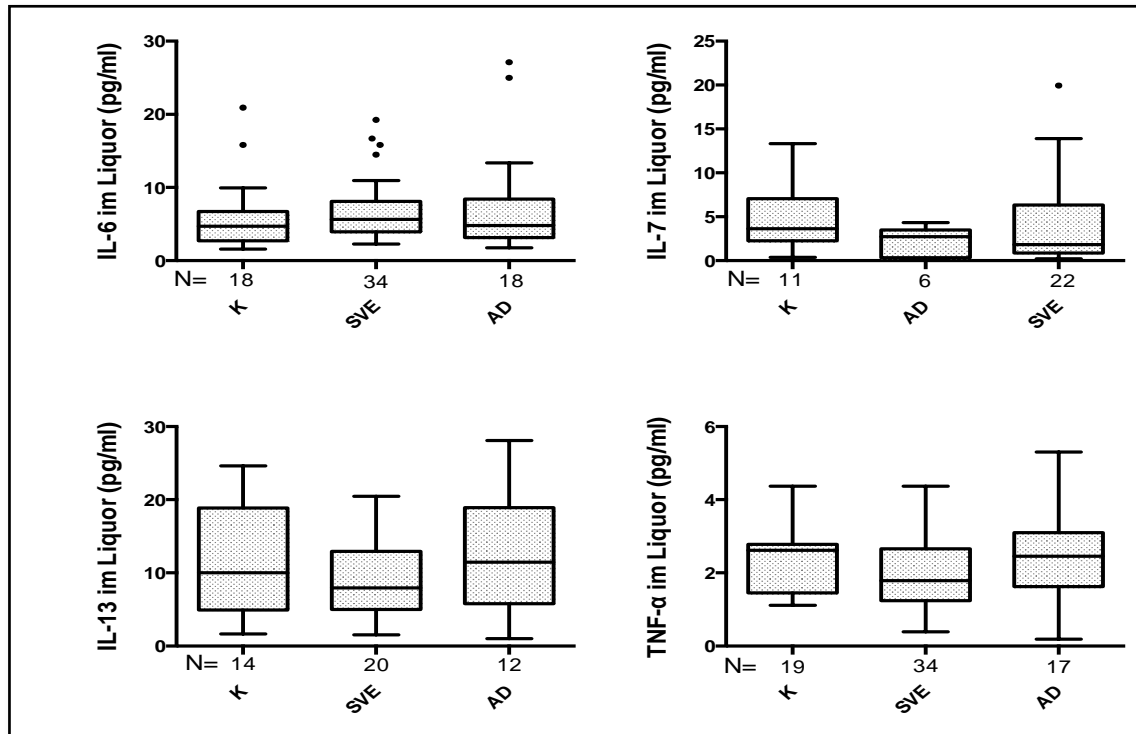 IL-6 im Liquor (pg/ml)
30
20
10
0
N= 18 34 18
K SVE AD
IL-7 im Liquor (pg/ml)
25
20
15
10
5
0
N= 11 6 22
K AD SVE
IL-13 im Liquor (pg/ml)
30
20
10
0
N= 14 20 12
K SVE AD
TNF-α im Liquor (pg/ml)
6
4
2
0
N= 19 34 17
K SVE AD